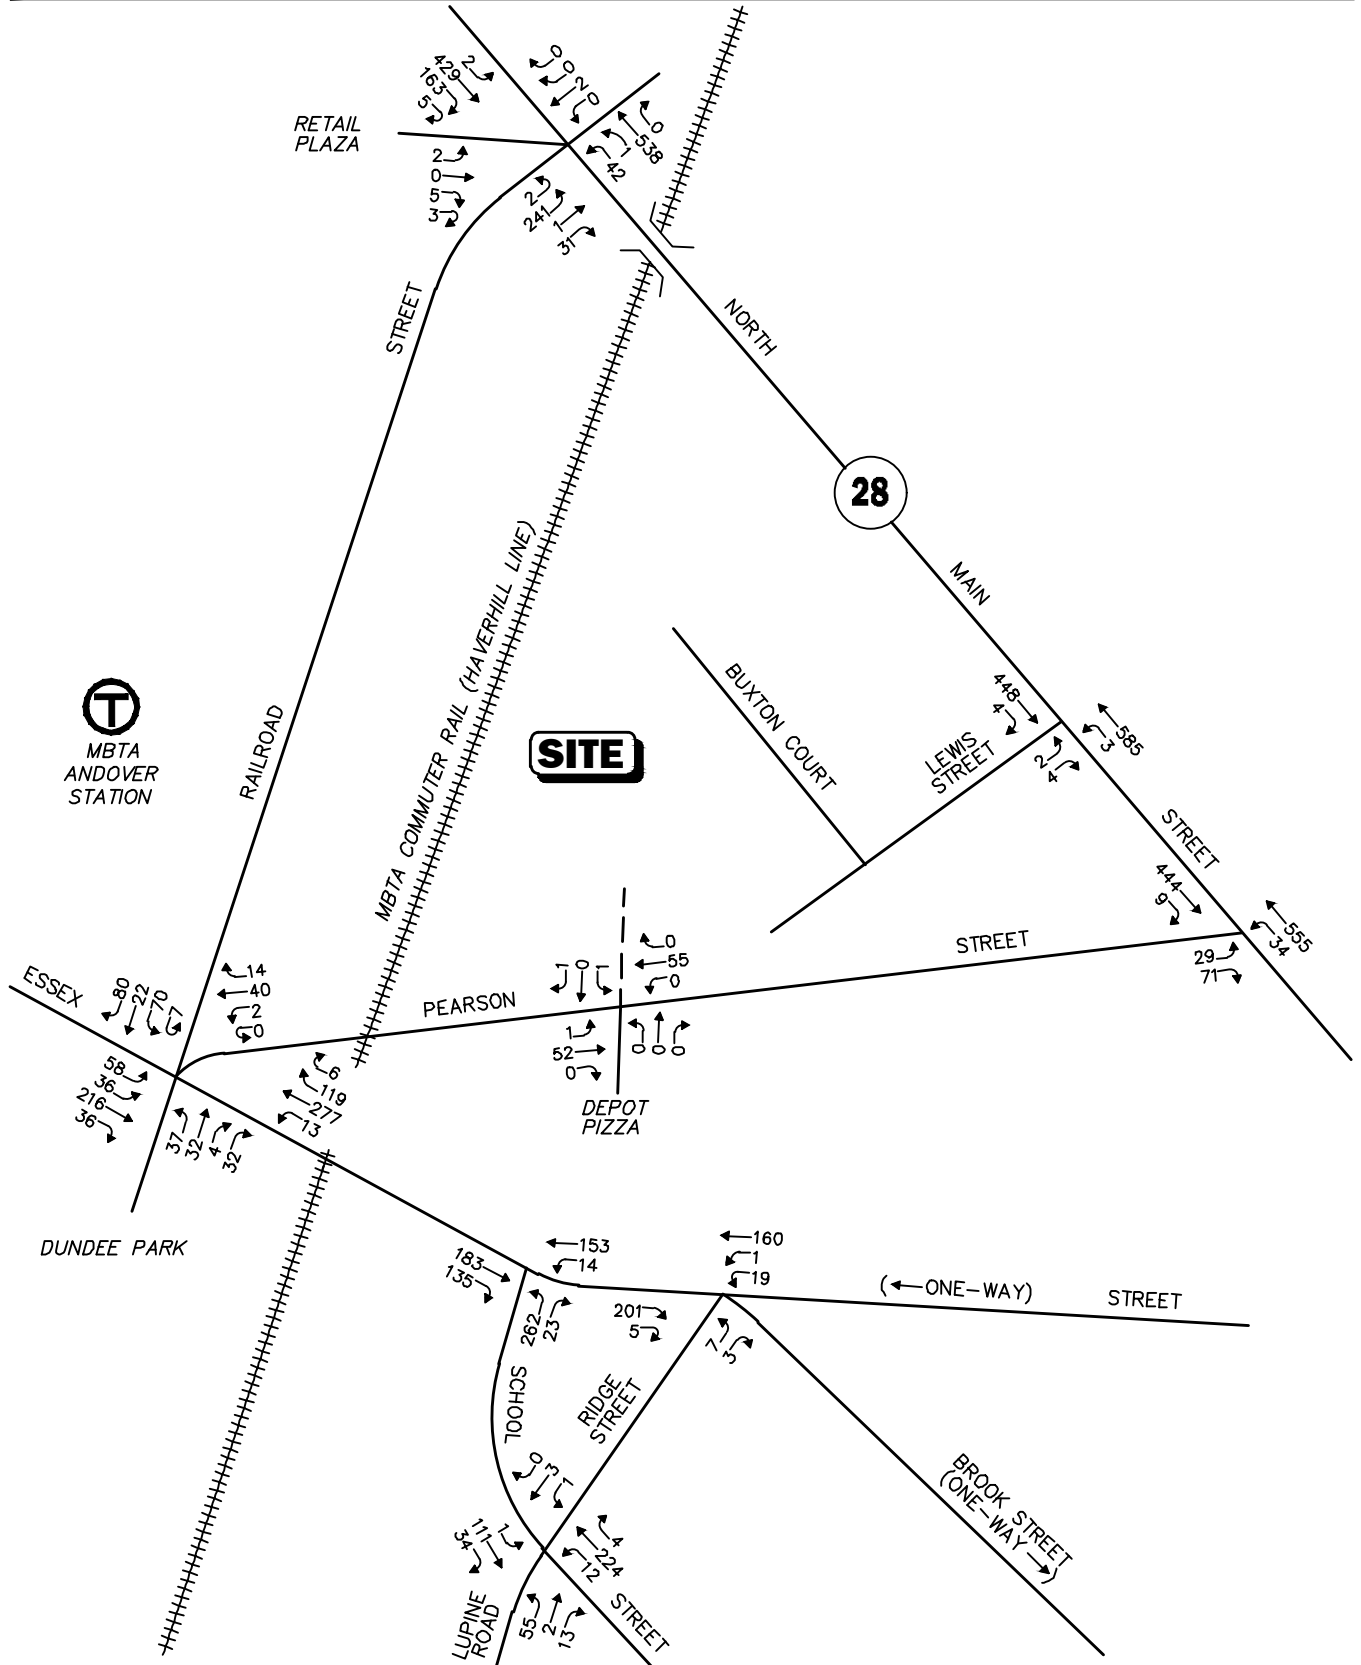 2
429
163
5
0
0
2
0
0
538
1
42
RETAIL
PLAZA
2
0
5
3
2
241
1
31
STREET
NORTH
28
MAIN
MBTA COMMUTER RAIL (HAVERHILL LINE)
BUXTON COURT
T
MBTA
ANDOVER
STATION
RAILROAD
SITE
LEWIS
STREET
448
4
585
3
2
4
STREET
444
9
555
34
29
71
STREET
PEARSON
ESSEX
80
22
70
7
14
40
2
0
1
0
1
0
55
0
1
52
0
0
0
0
DEPOT
PIZZA
58
36
216
36
37
32
4
32
6
119
277
13
DUNDEE PARK
183
135
153
14
160
1
19
(←ONE-WAY)
STREET
262
23
201
5
7
3
SCHOOL
RIDGE
STREET
0
3
1
BROOK STREET
(ONE-WAY→)
1
111
34
4
224
12
55
2
13
LUPINE
ROAD
STREET